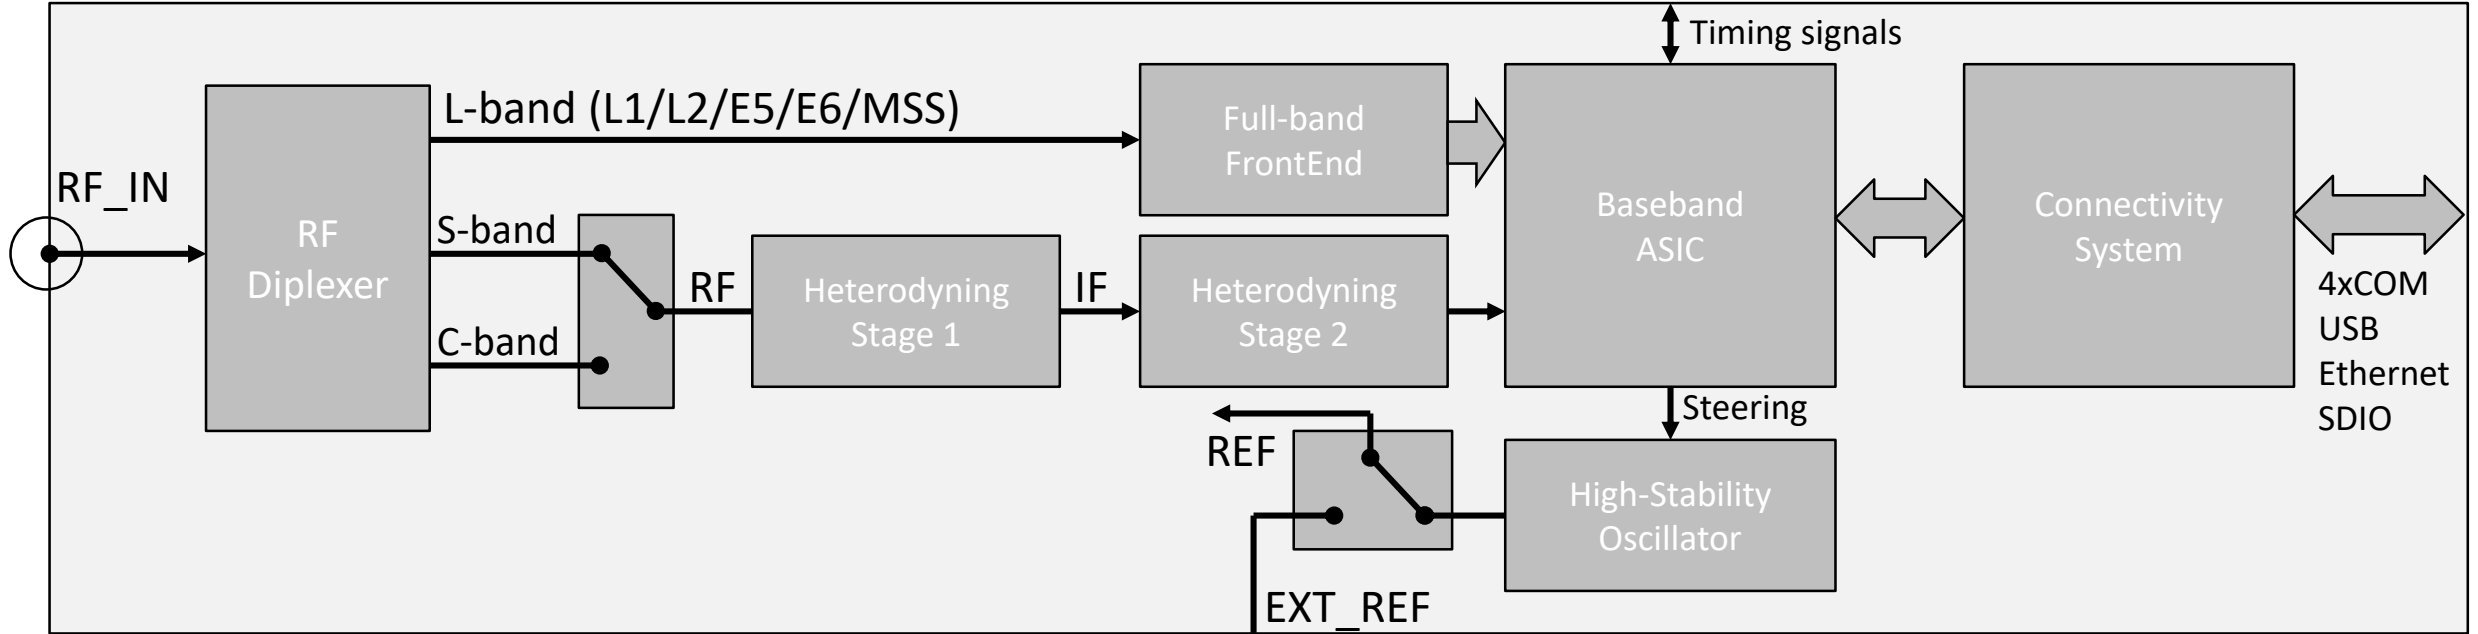 Timing signals
L-band (L1/L2/E5/E6/MSS)
Full-band
FrontEnd
RF_IN
RF
Diplexer
S-band
C-band
RF
Heterodyning
Stage 1
IF
Heterodyning
Stage 2
Baseband
ASIC
Connectivity
System
4xCOM
USB
Ethernet
SDIO
Steering
REF
High-Stability
Oscillator
EXT_REF